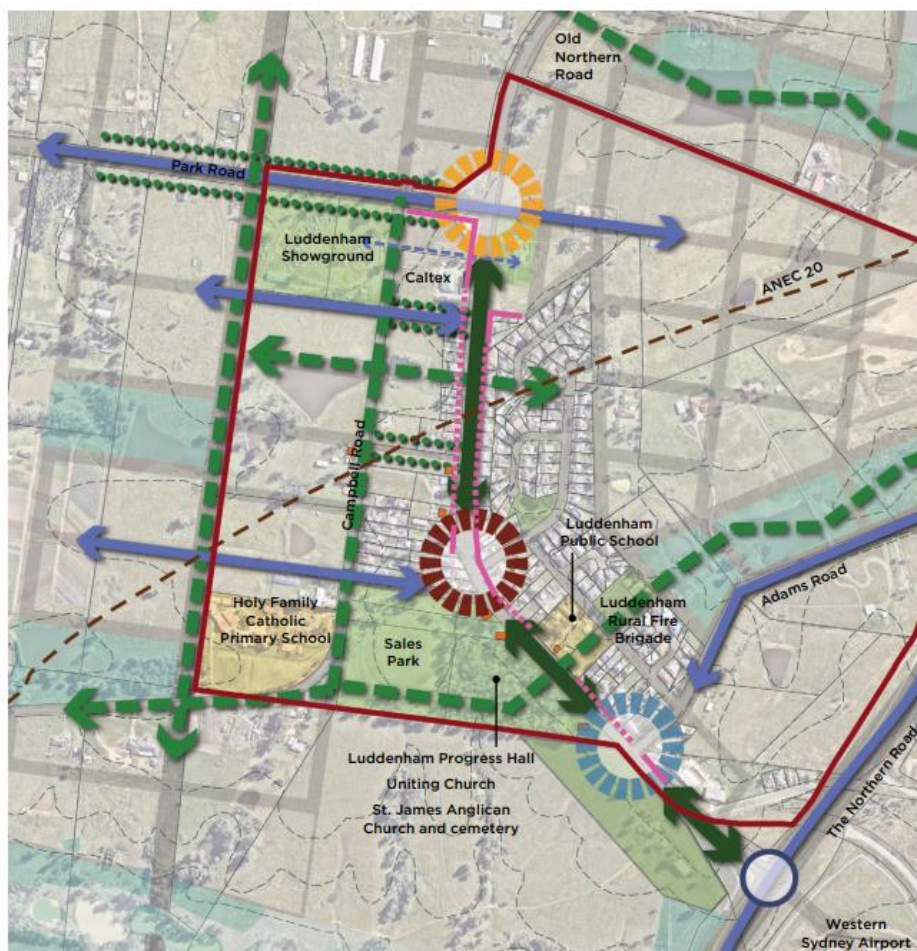 Old
Northern
Road
Park Road
Luddenham
Showground
Caltex
ANEC 20
Campbell Road
Luddenham
Public School
Adams Road
Holy Family
Catholic
Primary School
Luddenham
Rural Fire
Brigade
Sales
Park
Luddenham Progress Hall
Uniting Church
St. James Anglican
Church and cemetery
The Northern Road
Western
Sydney Airport